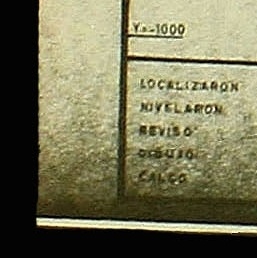 Y=-1000
LOCALIZARON
NIVELARON
REVISO
DIBUJO
CALCO